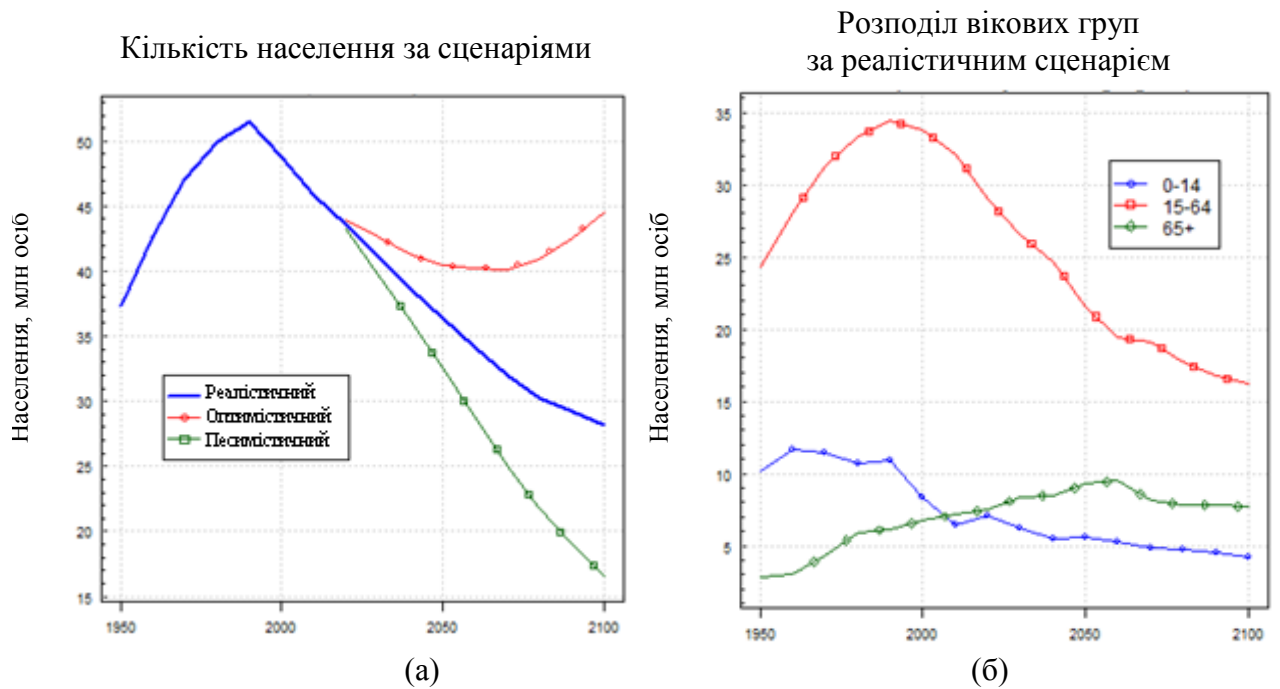 Кількість населення за сценаріями
Населення, млн осіб
50
45
40
35
30
25
20
15
1950
2000
2050
2100
Реалістичний
Оптимістичний
Песимістичний
(а)
Розподіл вікових груп
за реалістичним сценарієм
Населення, млн осіб
35
30
25
20
15
10
5
1950
2000
2050
2100
0-14
15-64
65+
(б)